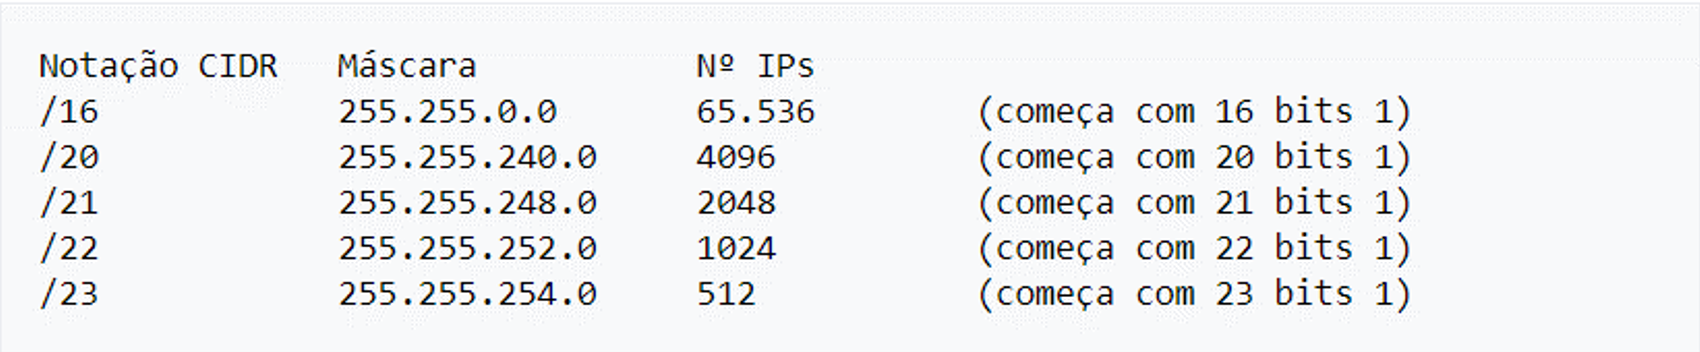 Notação CIDR Máscara Nº IPs
/16 255.255.0.0 65.536 (começa com 16 bits 1)
/20 255.255.240.0 4096 (começa com 20 bits 1)
/21 255.255.248.0 2048 (começa com 21 bits 1)
/22 255.255.252.0 1024 (começa com 22 bits 1)
/23 255.255.254.0 512 (começa com 23 bits 1)